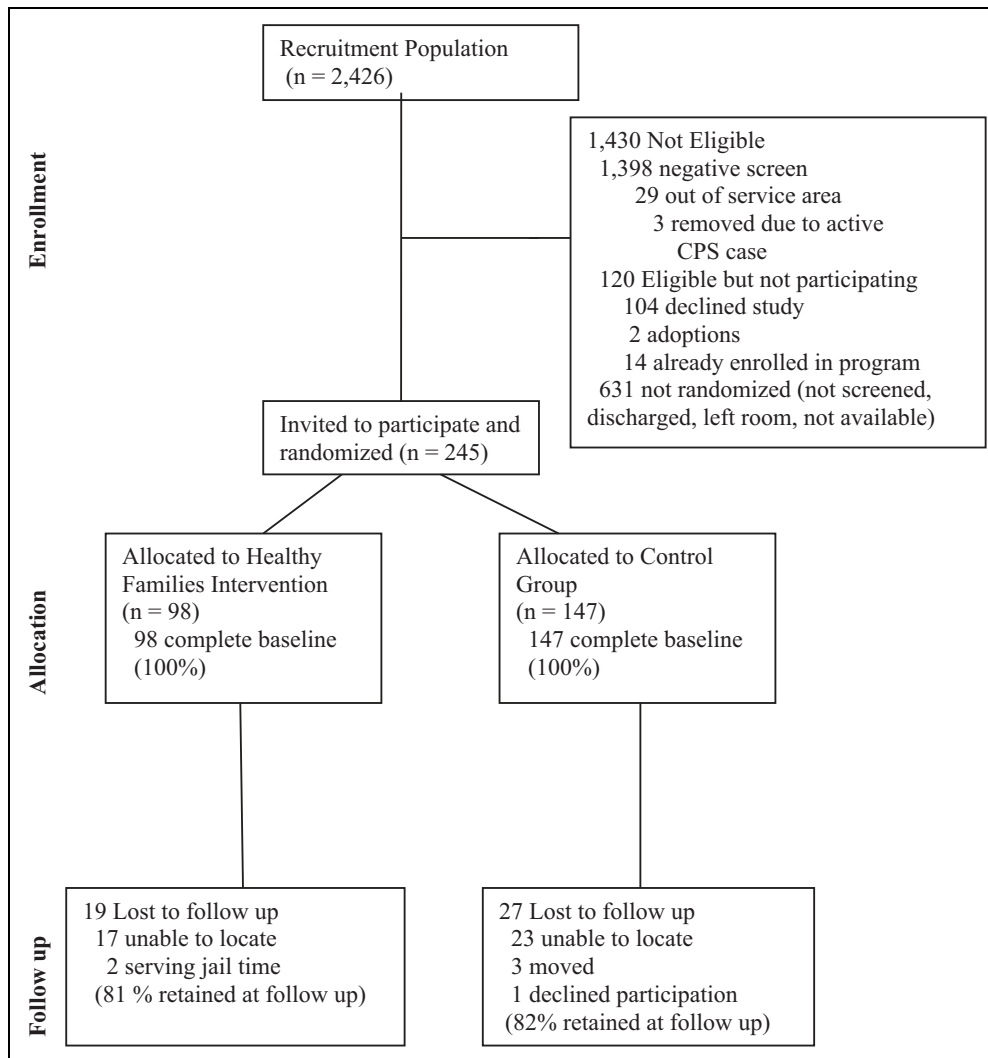 Recruitment Population
(n = 2,426)
Enrollment
1,430 Not Eligible
1,398 negative screen
29 out of service area
3 removed due to active
CPS case
120 Eligible but not participating
104 declined study
2 adoptions
14 already enrolled in program
631 not randomized (not screened,
discharged, left room, not available)
Invited to participate and
randomized (n = 245)
Allocation
Allocated to Healthy
Families Intervention
(n = 98)
98 complete baseline
(100%)
Allocated to Control
Group
(n = 147)
147 complete baseline
(100%)
Follow up
19 Lost to follow up
17 unable to locate
2 serving jail time
(81 % retained at follow up)
27 Lost to follow up
23 unable to locate
3 moved
1 declined participation
(82% retained at follow up)